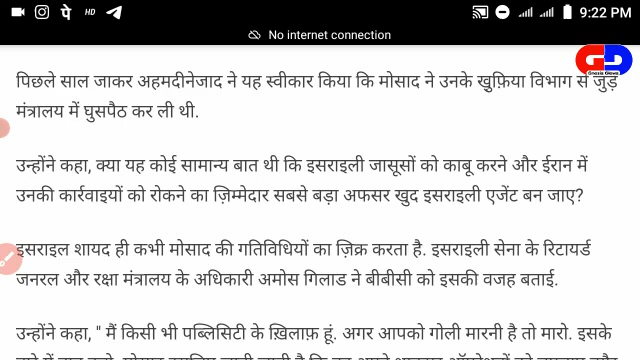 HD 9:22 PM
No internet connection
GD
पिछले साल जाकर अहमदीनेजाद ने यह स्वीकार किया कि मोसाद ने उनके खुफ़िया विभाग से जुड़े
मंत्रालय में घुसपैठ कर ली थी.
उन्होंने कहा, क्या यह कोई सामान्य बात थी कि इसराइली जासूसों को काबू करने और ईरान में
उनकी कार्रवाइयों को रोकने का ज़िम्मेदार सबसे बड़ा अफसर खुद इसराइली एजेंट बन जाए?
इसराइल शायद ही कभी मोसाद की गतिविधियों का ज़िक्र करता है. इसराइली सेना के रिटायर्ड
जनरल और रक्षा मंत्रालय के अधिकारी अमोस गिलाड ने बीबीसी को इसकी वजह बताई.
उन्होंने कहा, " मैं किसी भी पब्लिसिटी के ख़िलाफ़ हूं. अगर आपको गोली मारनी है तो मारो. इसके